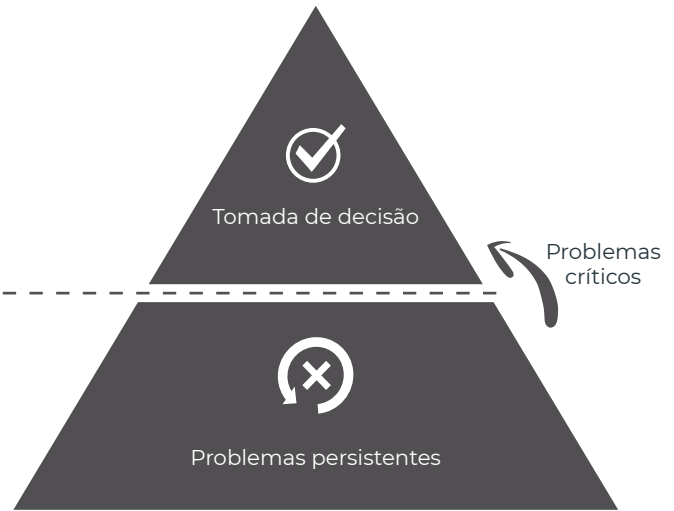 Tomada de decisão
Problemas
críticos
Problemas persistentes